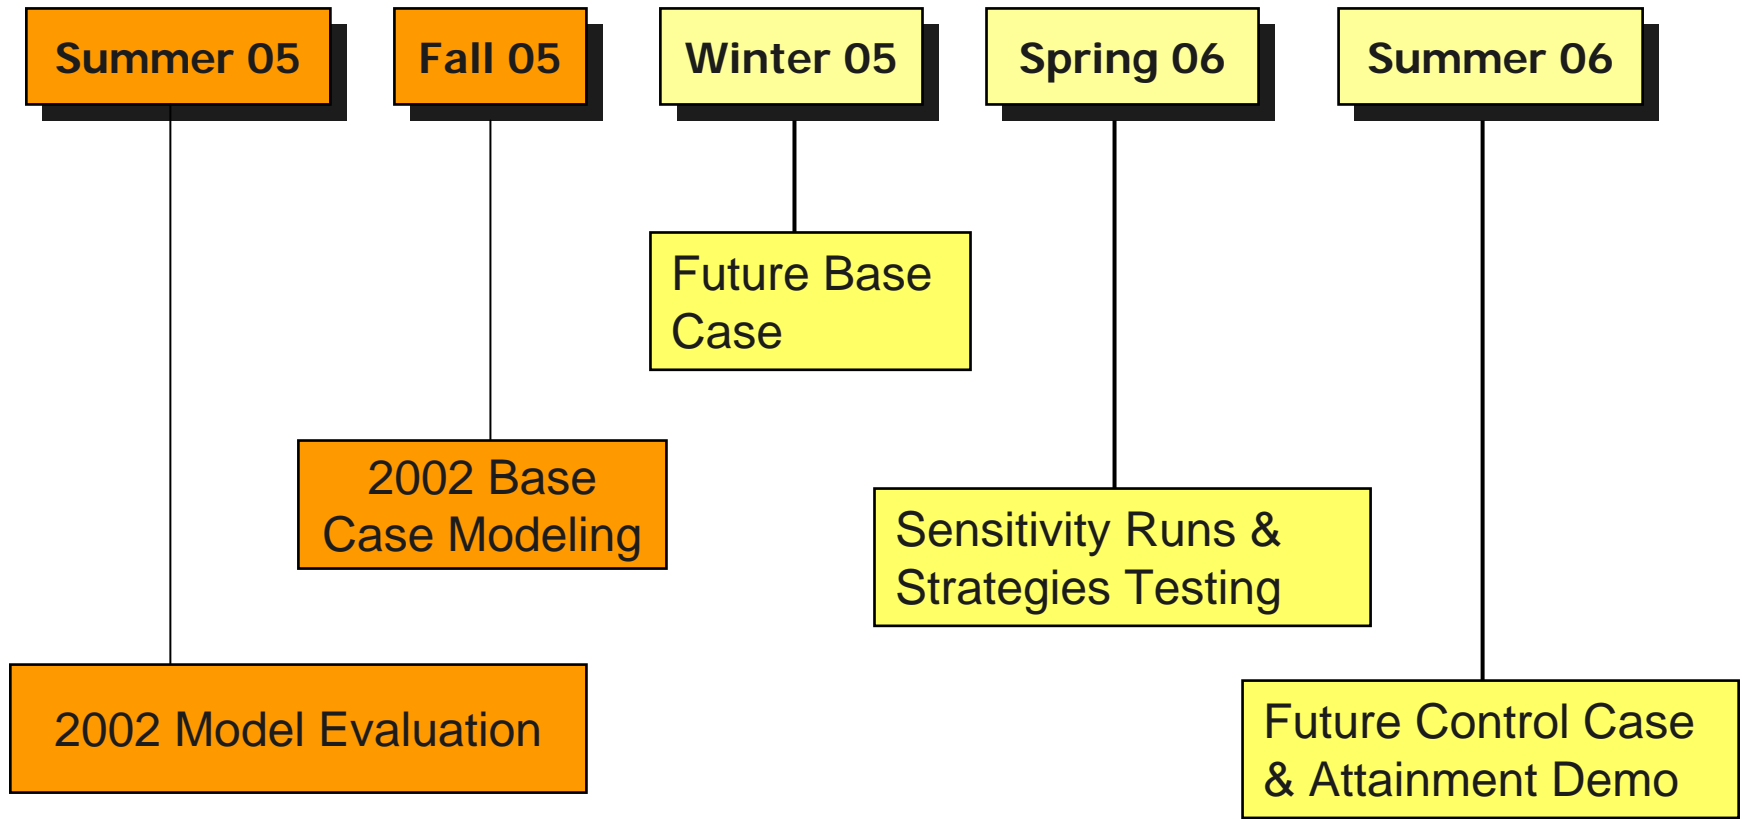 Summer 05
Fall 05
Winter 05
Spring 06
Summer 06
Future Base
Case
2002 Base
Case Modeling
Sensitivity Runs &
Strategies Testing
2002 Model Evaluation
Future Control Case
& Attainment Demo